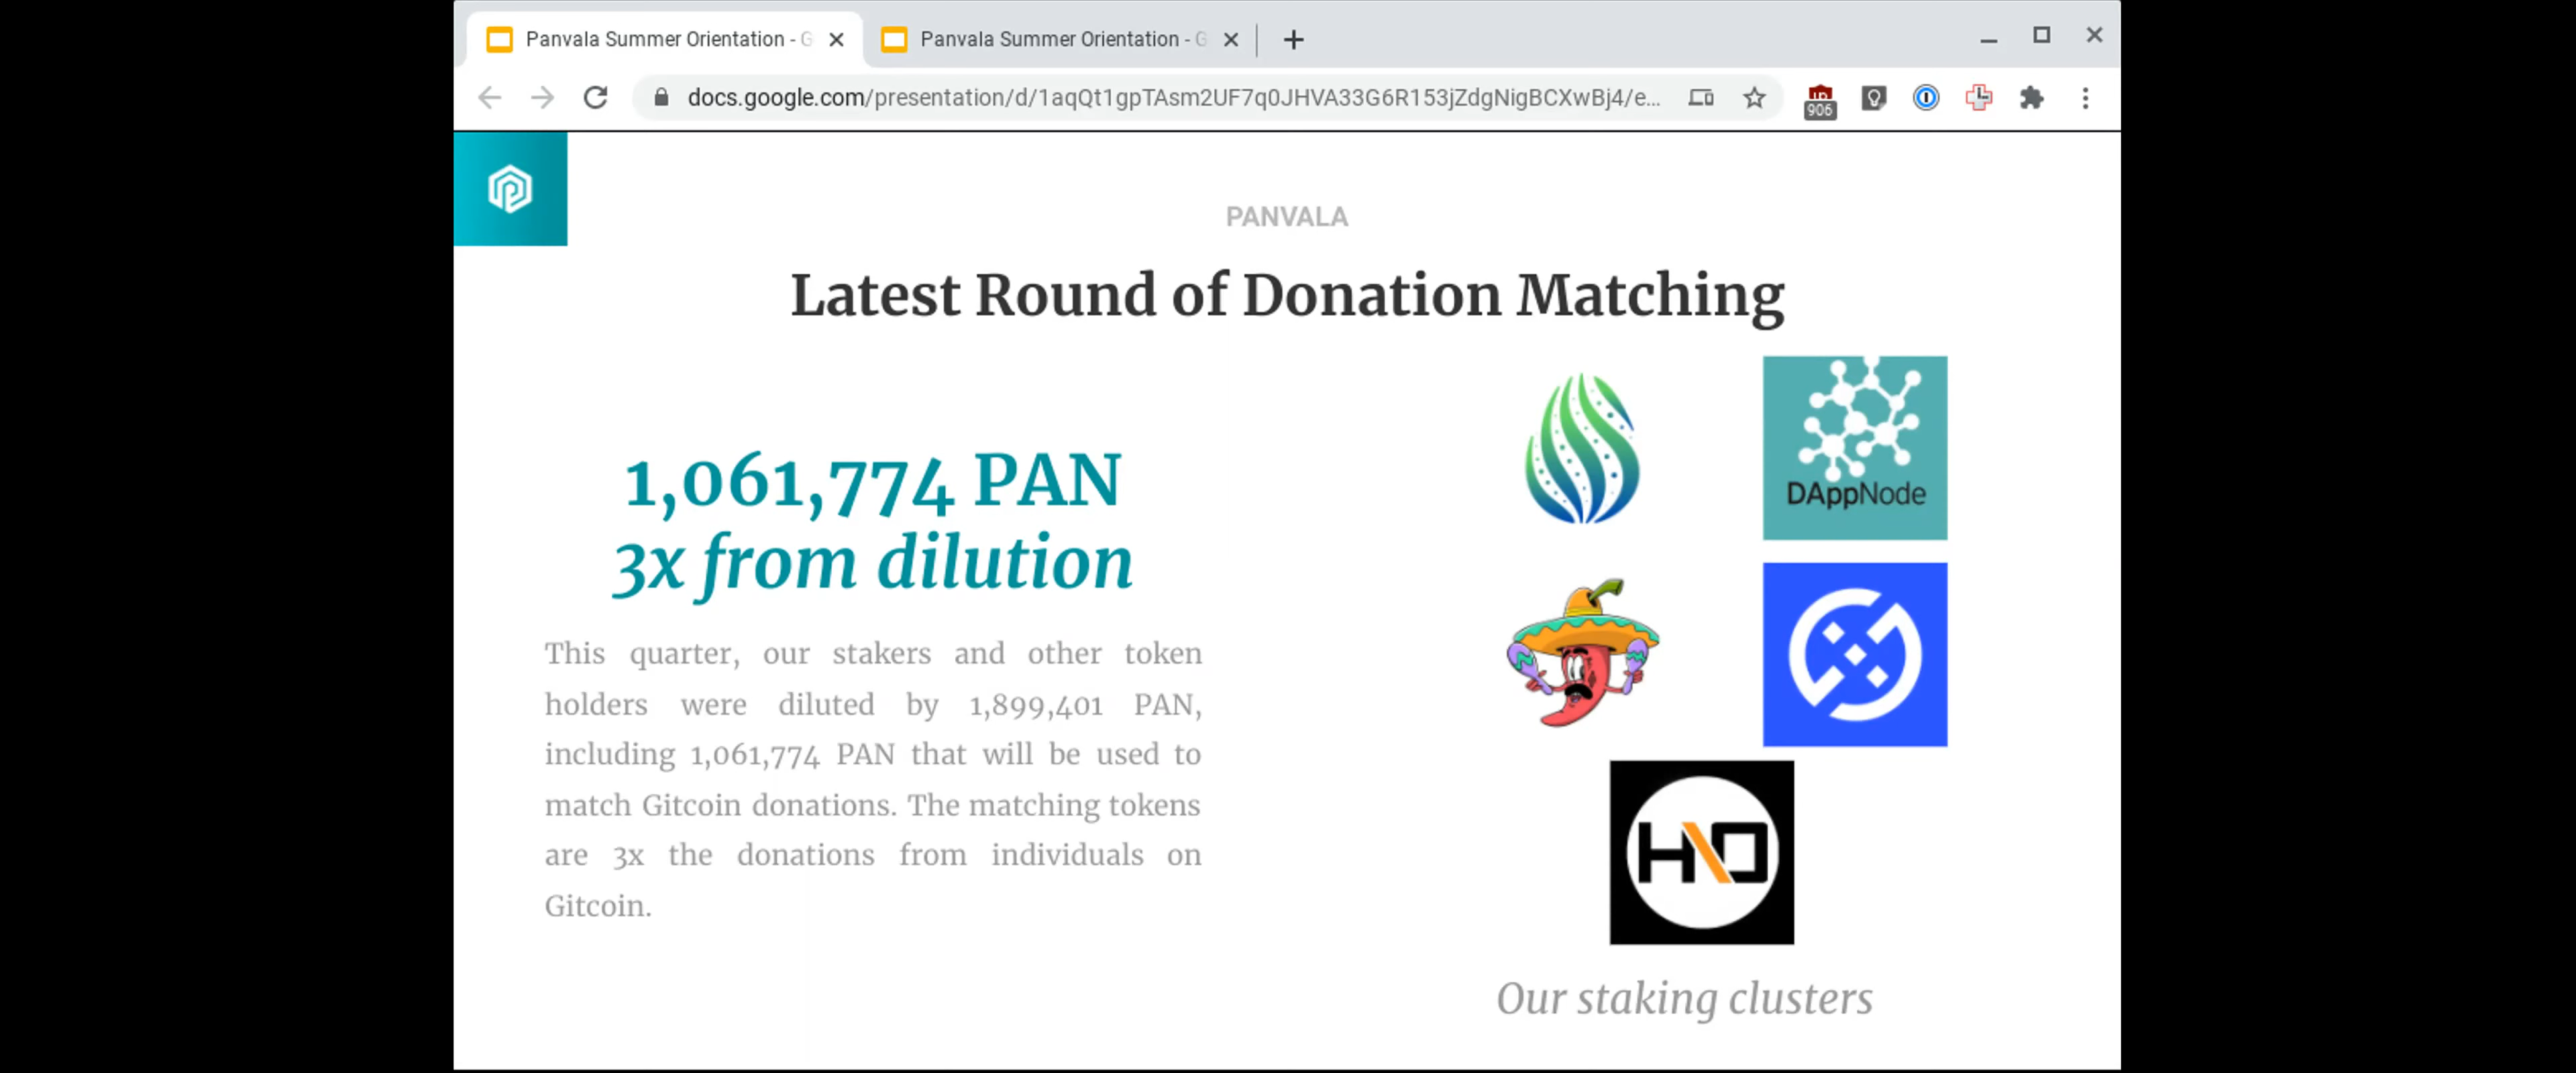 Panvala Summer Orientation - G
Panvala Summer Orientation - G
docs.google.com/presentation/d/1aqQt1gpTAsm2UF7q0JHVA33G6R153jZdgNigBCXwBj4/e...
906
PANVALA
Latest Round of Donation Matching
1,061,774 PAN
3x from dilution
This quarter, our stakers and other token
holders were diluted by 1,899,401 PAN,
including 1,061,774 PAN that will be used to
match Gitcoin donations. The matching tokens
are 3x the donations from individuals on
Gitcoin.
DAppNode
Our staking clusters